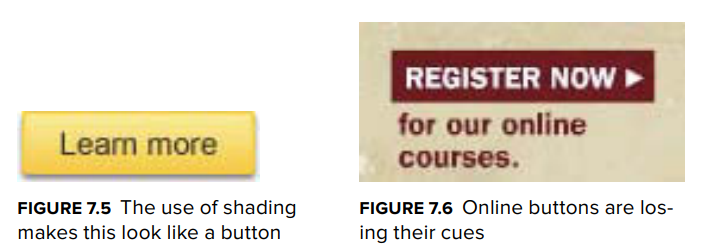 Learn more
FIGURE 7.5 The use of shading
makes this look like a button
REGISTER NOW ►
for our online
courses.
FIGURE 7.6 Online buttons are los-
ing their cues